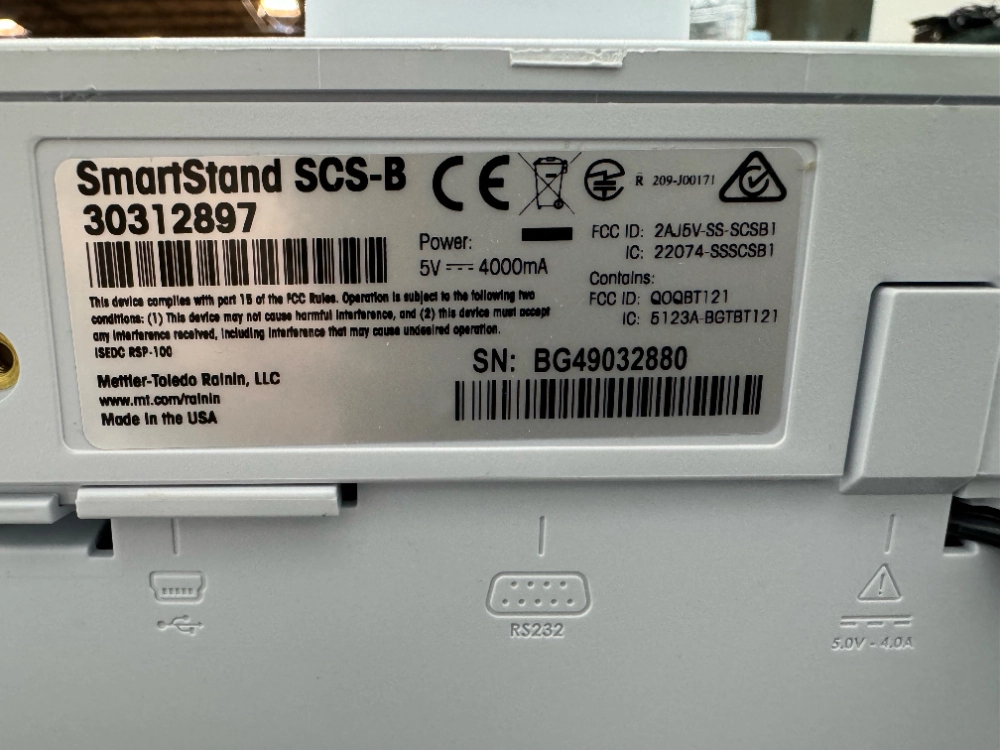 SmartStand SCS-B
30312897
CE
R 209-J00171
Power:
5V 4000mA
FCC ID: 2AJ5V-SS-SCSB1
IC: 22074-SSSCSB1
Contains:
FCC ID: QOQBT121
IC: 5123A-BGTBT121
This device complies with part 15 of the FCC Rules. Operation is subject to the following two
conditions: (1) This device may not cause harmful interference, and (2) this device must accept
any interference received, including interference that may cause undesired operation.
ISEDC RSP-100
SN: BG49032880
Mettler-Toledo Rainin, LLC
www.mt.com/rainin
Made in the USA
RS232
5.0V - 4.0A